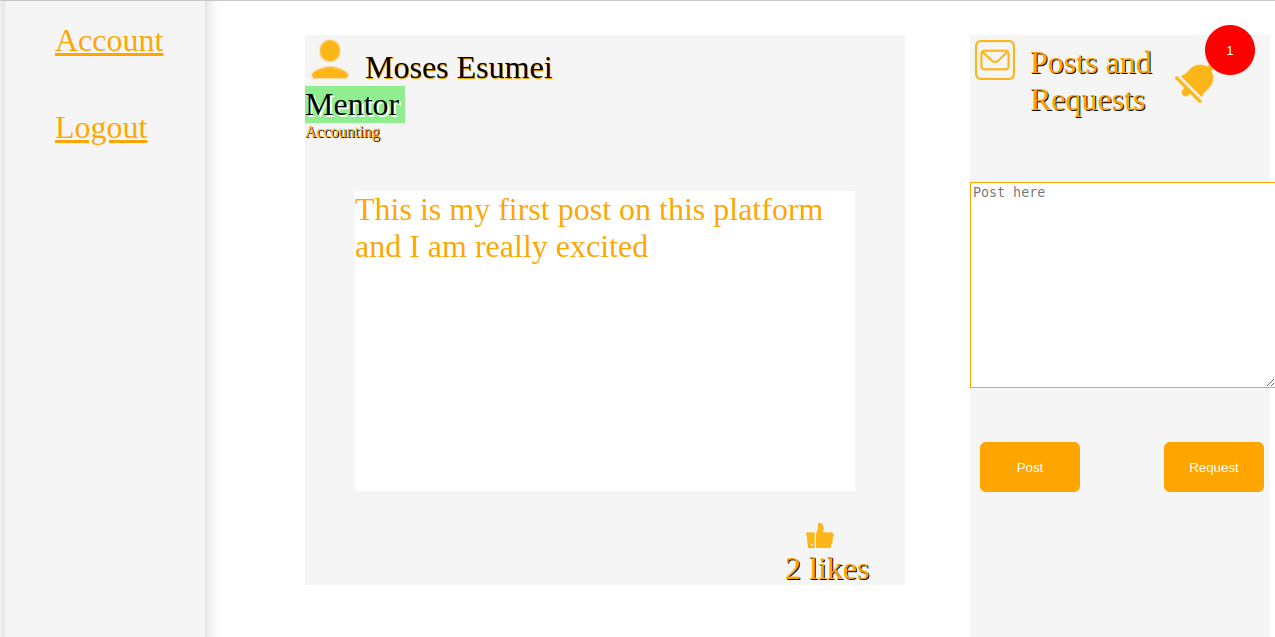 Account
Logout
Moses Esumei
Mentor
Accounting
This is my first post on this platform
and I am really excited
2 likes
Posts and
Requests
1
Post here
Post
Request